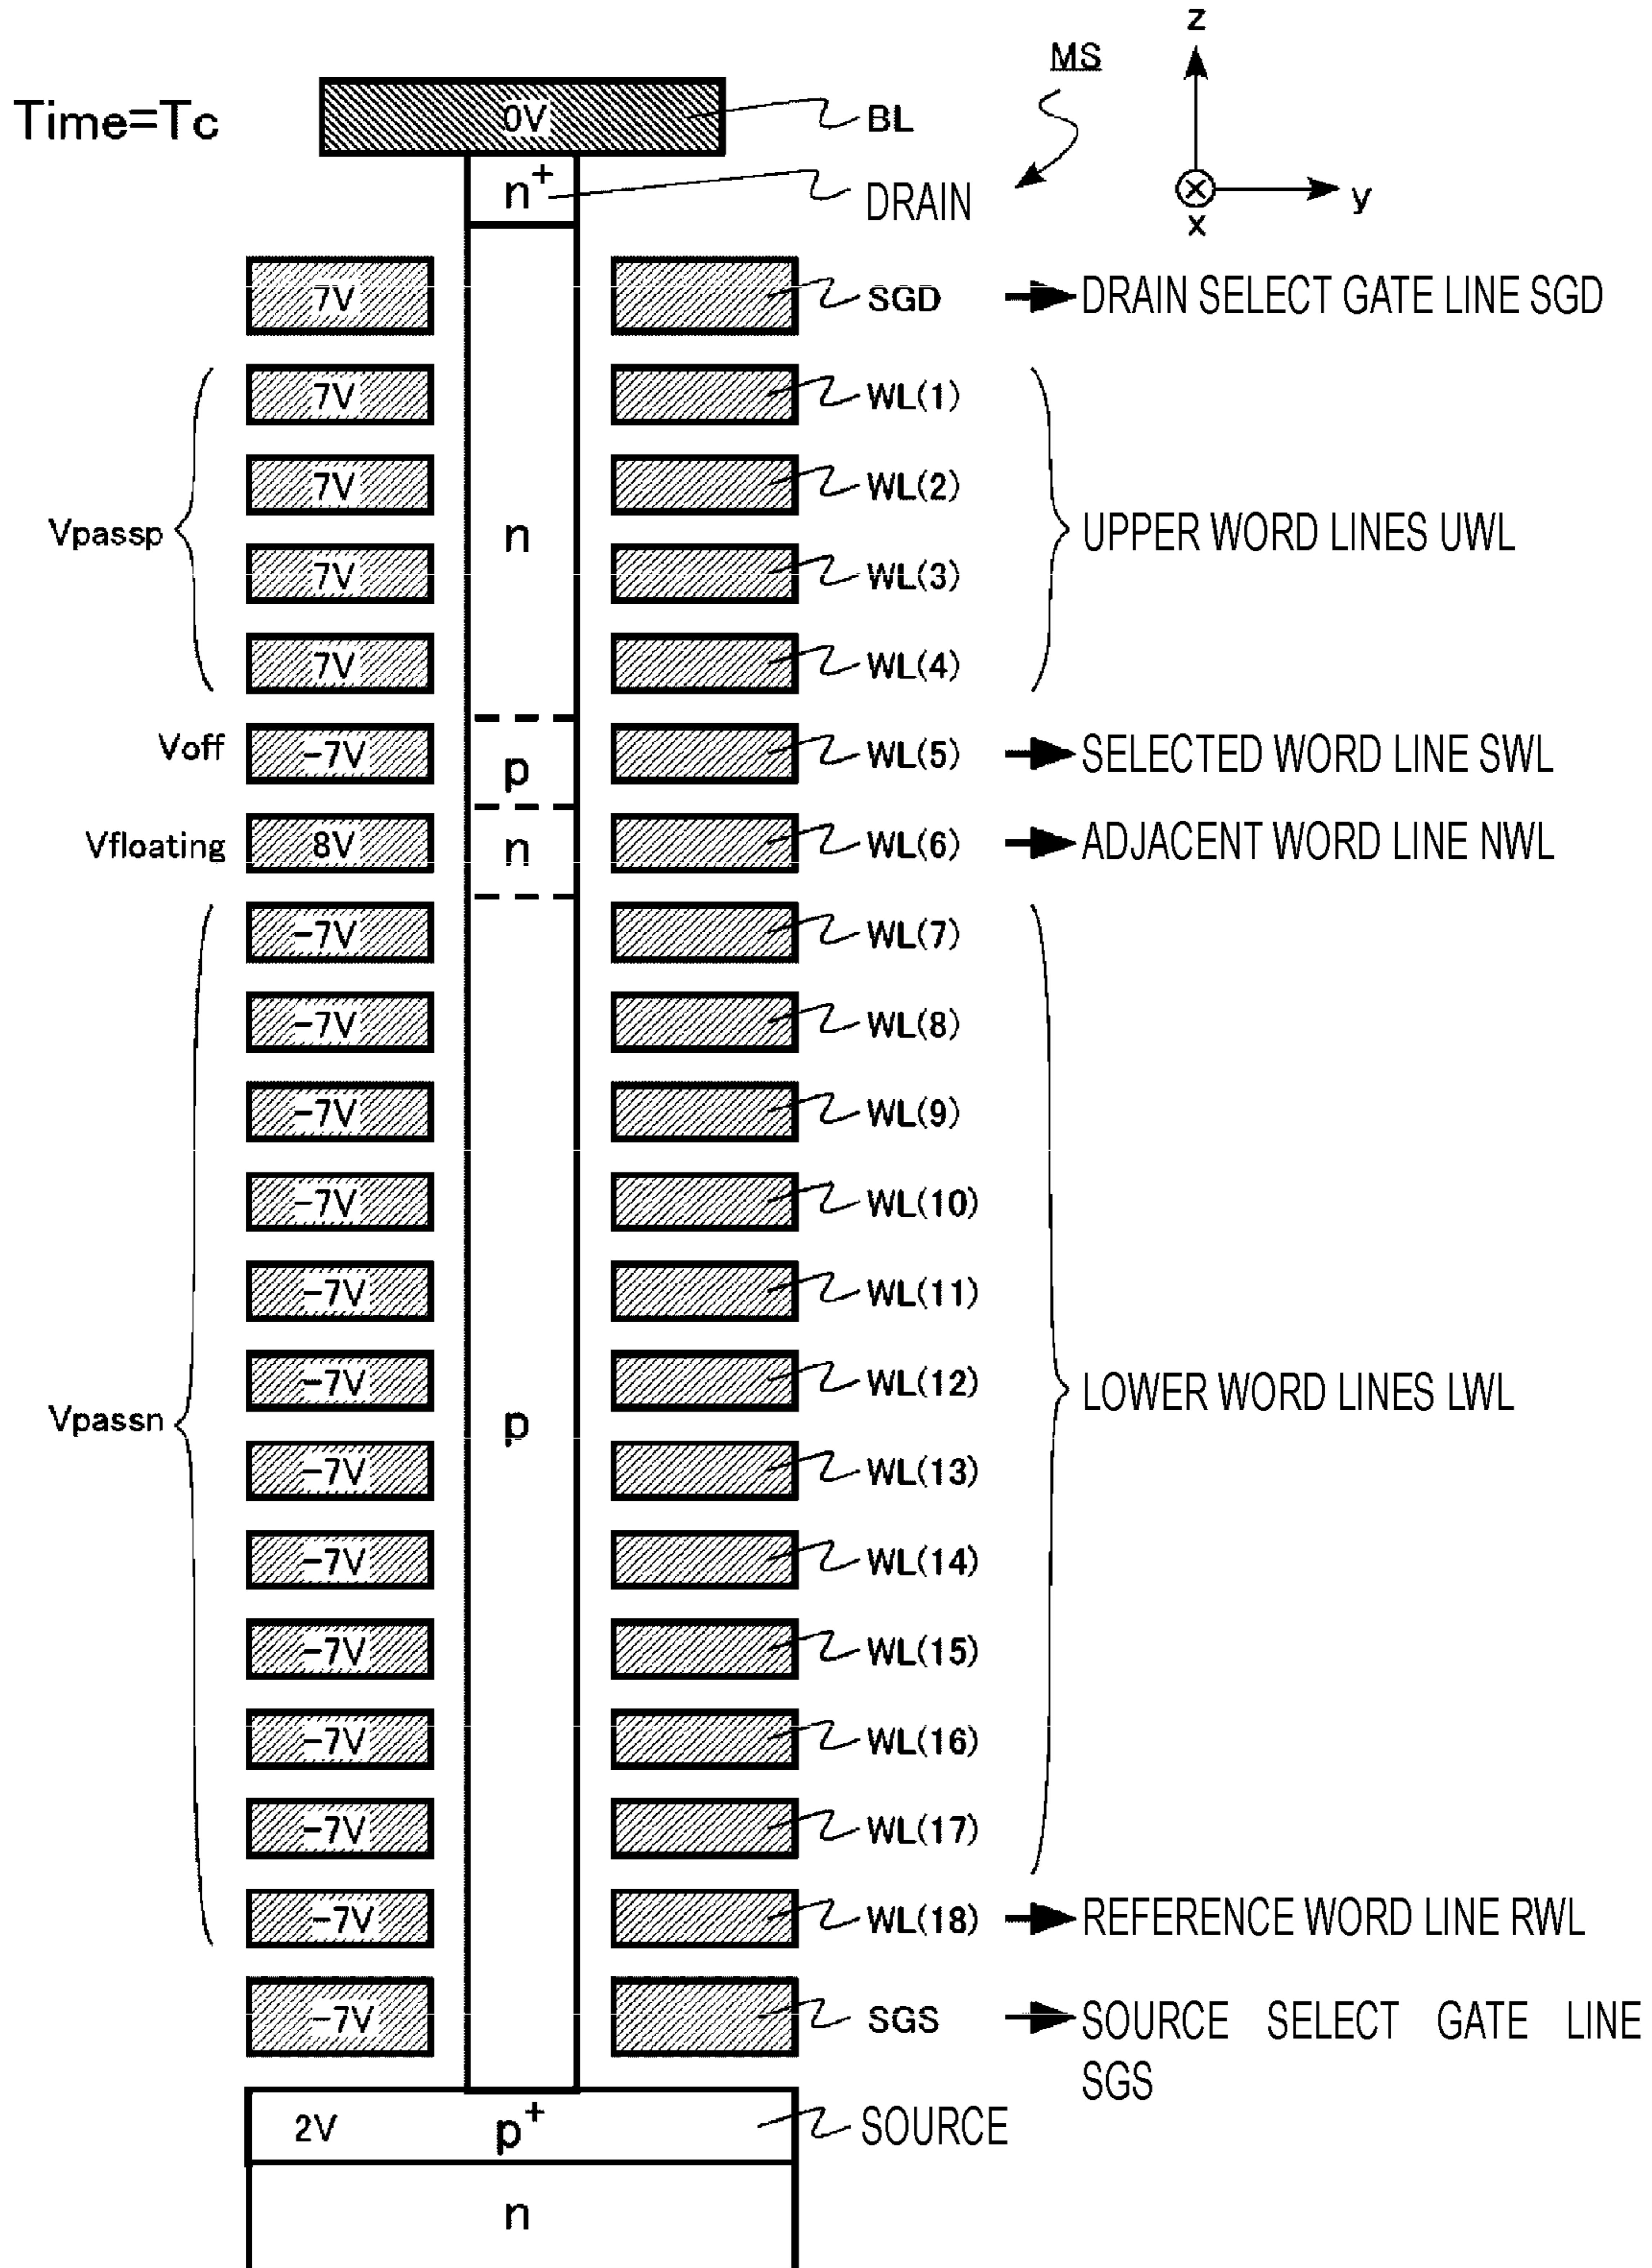 z
MS
Time=Tc
0V
BL
n+
DRAIN
y
x
7V
SGD
DRAIN SELECT GATE LINE SGD
7V
WL(1)
7V
WL(2)
Vpassp
n
UPPER WORD LINES UWL
7V
WL(3)
7V
WL(4)
Voff
-7V
p
WL(5)
SELECTED WORD LINE SWL
Vfloating
8V
n
WL(6)
ADJACENT WORD LINE NWL
-7V
WL(7)
-7V
WL(8)
-7V
WL(9)
-7V
WL(10)
-7V
WL(11)
-7V
WL(12)
LOWER WORD LINES LWL
Vpassn
p
-7V
WL(13)
-7V
WL(14)
-7V
WL(15)
-7V
WL(16)
-7V
WL(17)
-7V
WL(18)
REFERENCE WORD LINE RWL
-7V
SGS
SOURCE SELECT GATE LINE
SGS
2V
p+
SOURCE
n